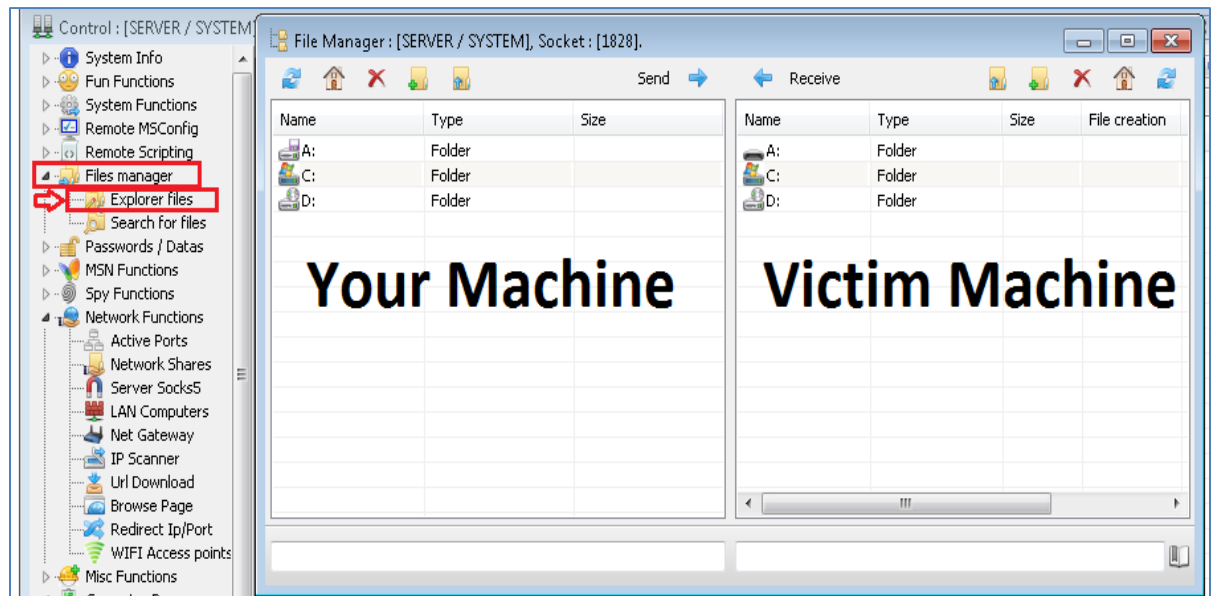 Control : [SERVER / SYSTEM]
System Info
Fun Functions
System Functions
Remote MSConfig
Remote Scripting
Files manager
Explorer files
Search for files
Passwords / Datas
MSN Functions
Spy Functions
Network Functions
Active Ports
Network Shares
Server Socks5
LAN Computers
Net Gateway
IP Scanner
Url Download
Browse Page
Redirect Ip/Port
WIFI Access points
Misc Functions
File Manager : [SERVER / SYSTEM], Socket : [1828].
Send
Receive
Name Type Size
A: Folder
C: Folder
D: Folder
Your Machine
Name Type Size File creation
A: Folder
C: Folder
D: Folder
Victim Machine